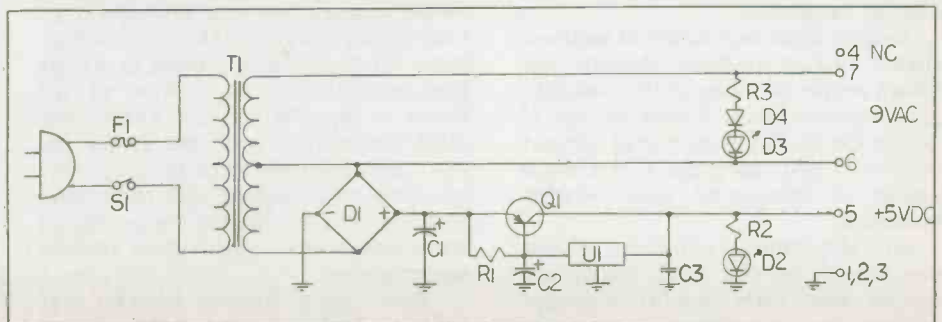 4 NC
7
T1
R3
9VAC
F1
D4
D3
6
S1
Q1
- D1 +
5 +5VDC
C1
R2
R1
+
U1
D2
+
C2
C3
1,2,3